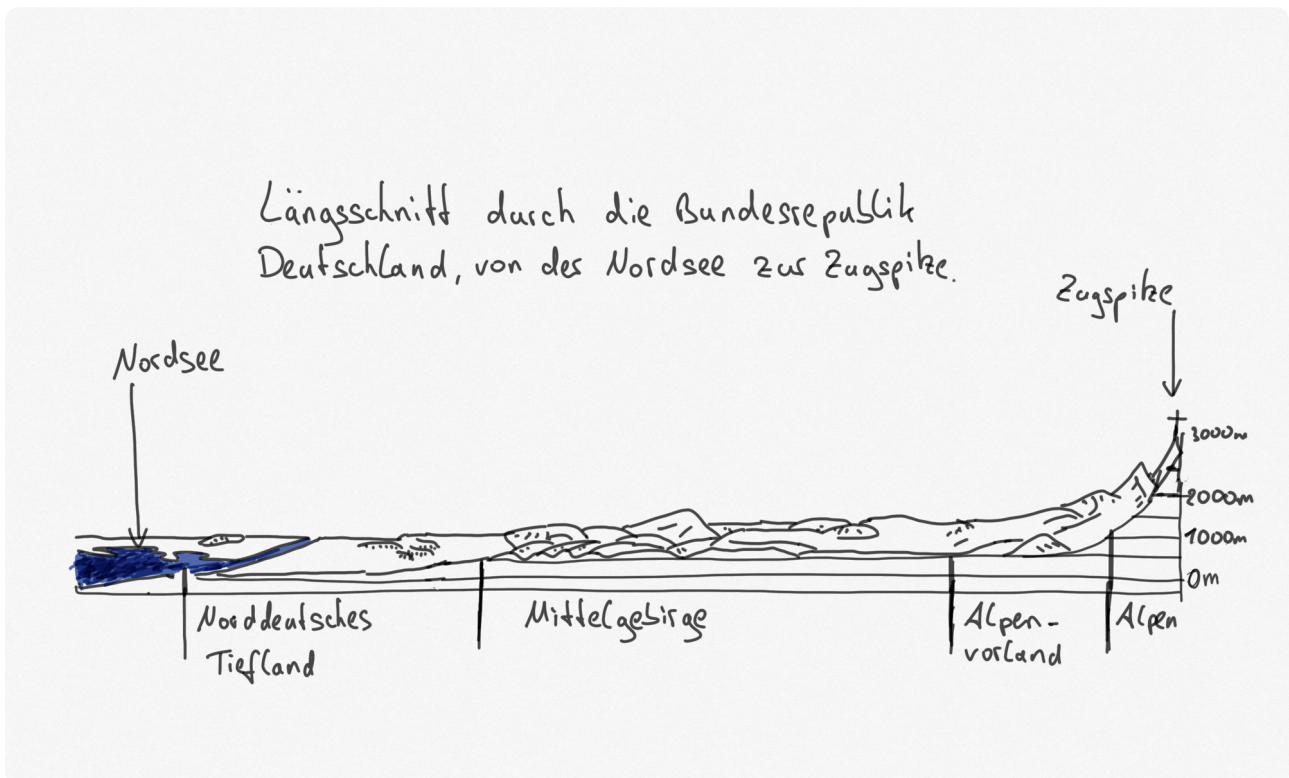 Längsschnitt durch die Bundesrepublik
Deutschland, von der Nordsee zur Zugspitze.
Zugspitze
Nordsee
3000m
2000m
1000m
0m
Norddeutsches
Tiefland
Mittelgebirge
Alpen-
vorland
Alpen